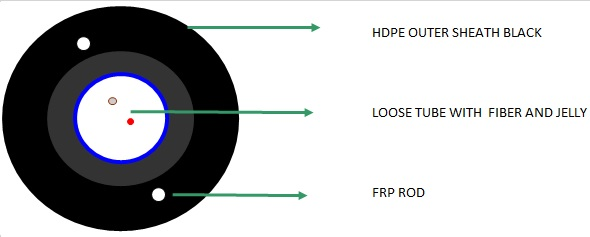 HDPE OUTER SHEATH BLACK
LOOSE TUBE WITH FIBER AND JELLY
FRP ROD